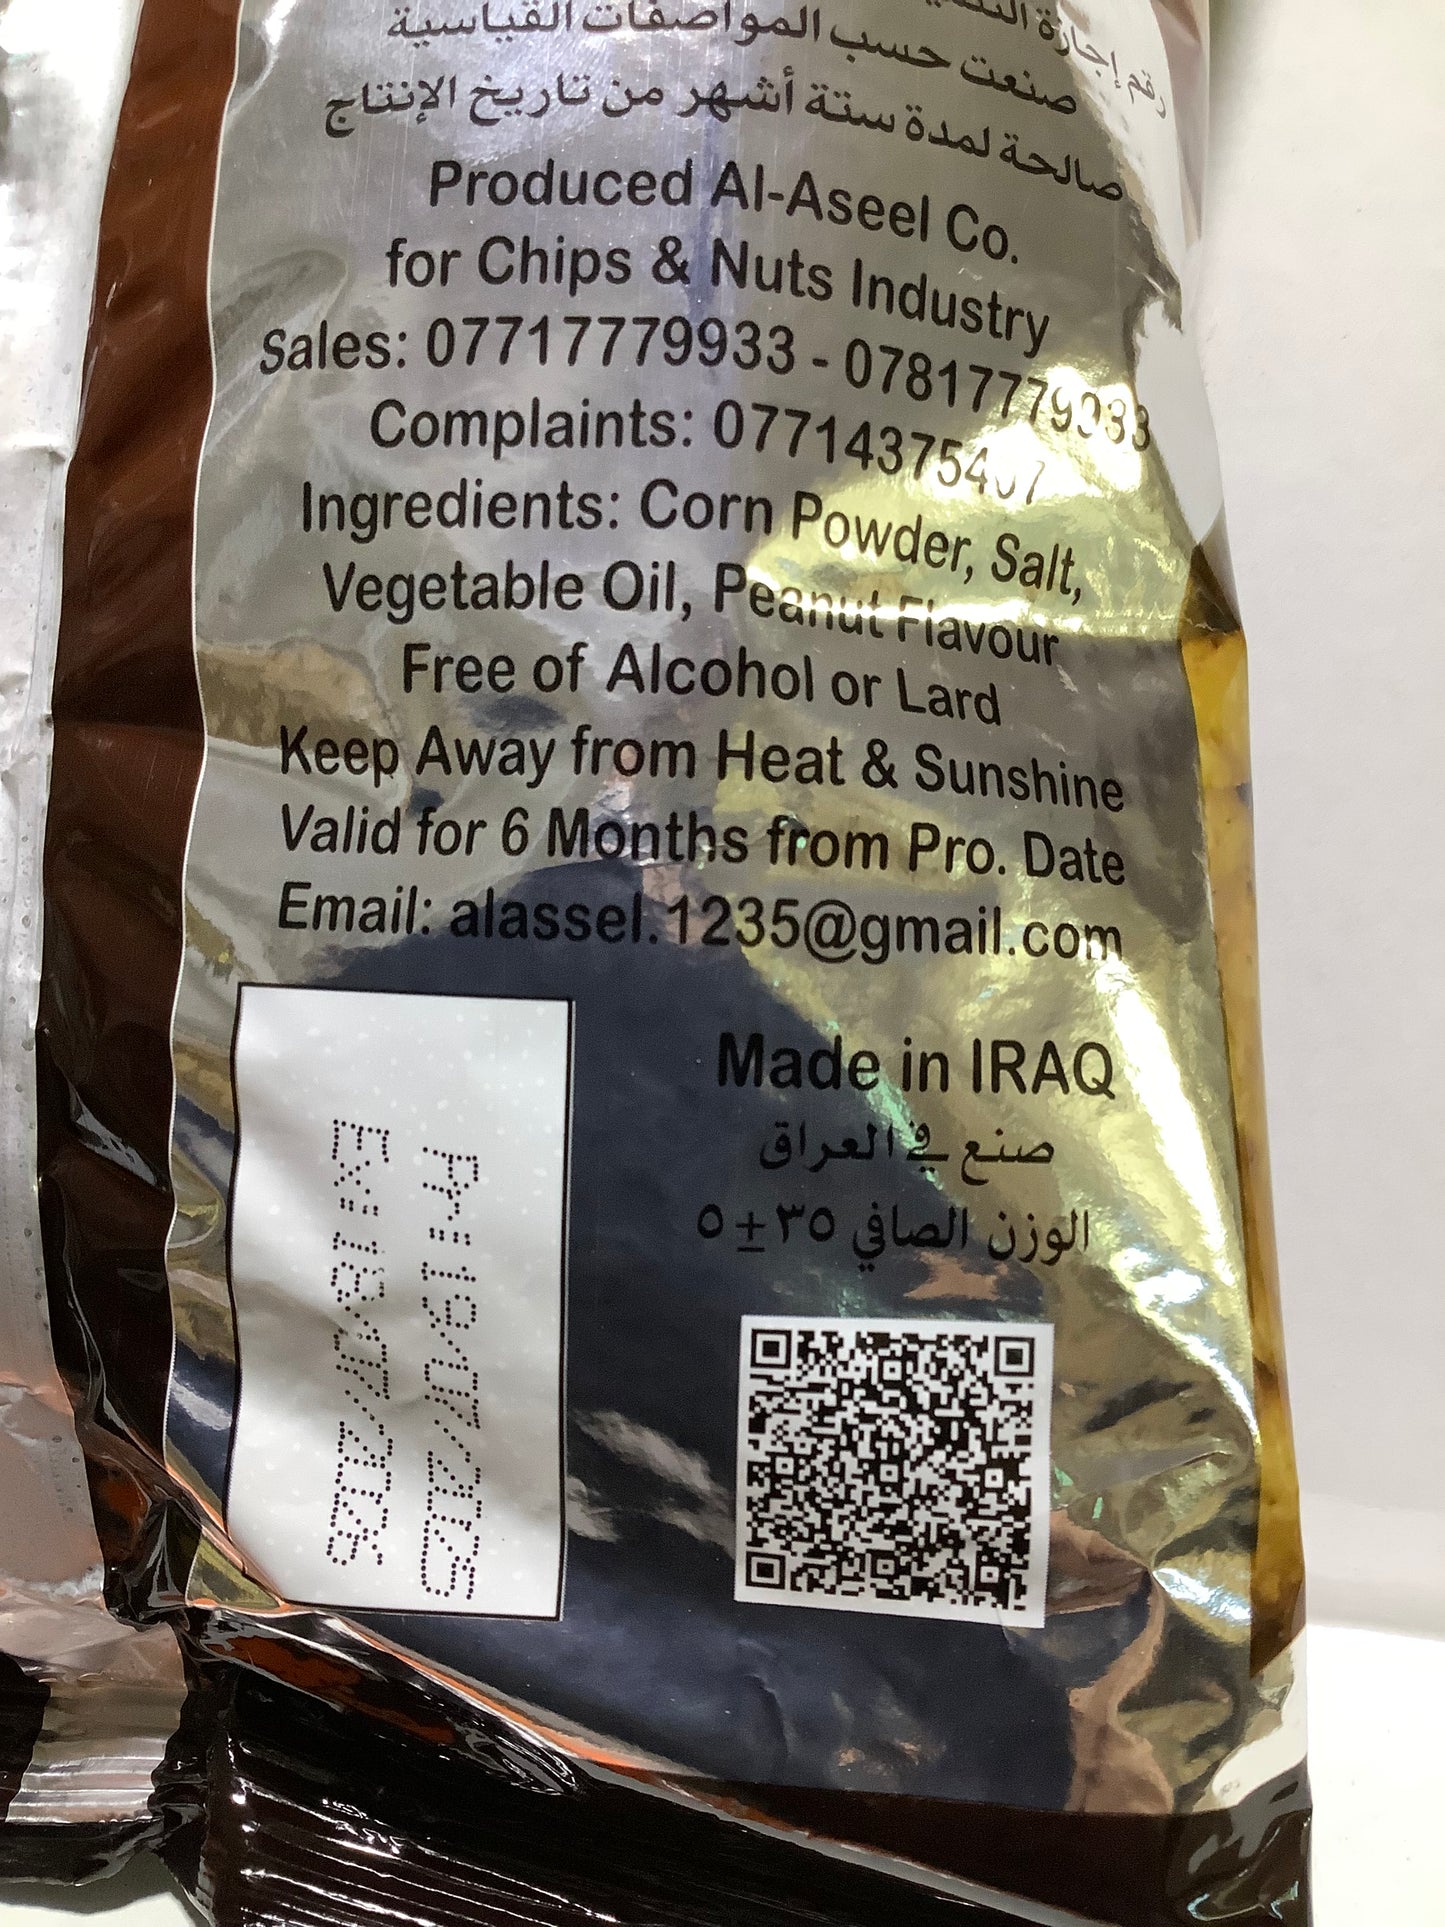 رقم إجازة
صنعت حسب المواصفات القياسية
صالحة لمدة ستة أشهر من تاريخ الإنتاج
Produced Al-Aseel Co.
for Chips & Nuts Industry
Sales: 07717779933 - 07817779933
Complaints:
Ingredients: Corn Powder, Salt,
Vegetable Oil, Peanut Flavour
Free of Alcohol or Lard
Keep Away from Heat & Sunshine
Valid for 6 Months from Pro. Date
Email: alassel.1235@gmail.com
Made in IRAQ
صنع في العراق
الوزن الصافي ٣٥ ± ٥
Pr:
Ex: